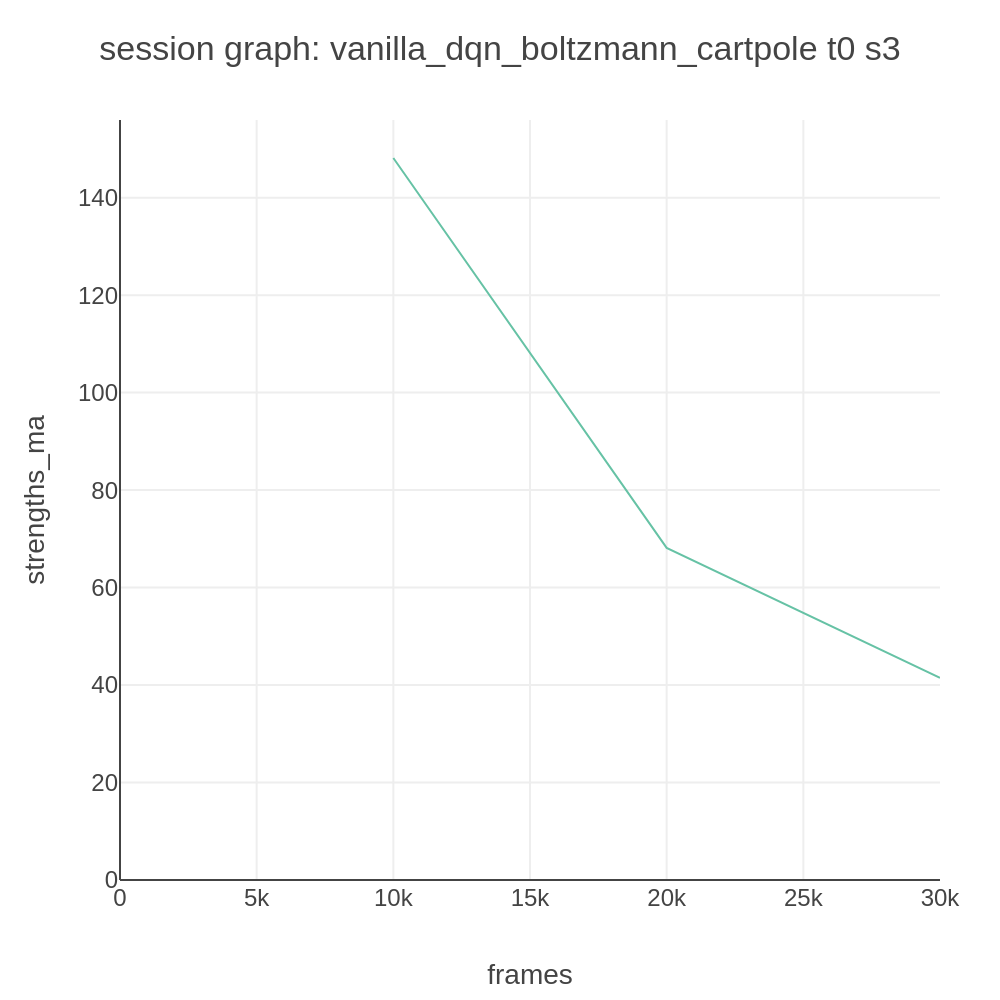 session graph: vanilla_dqn_boltzmann_cartpole t0 s3
strengths_ma
140
120
100
80
60
40
20
0
0 5k 10k 15k 20k 25k 30k
frames